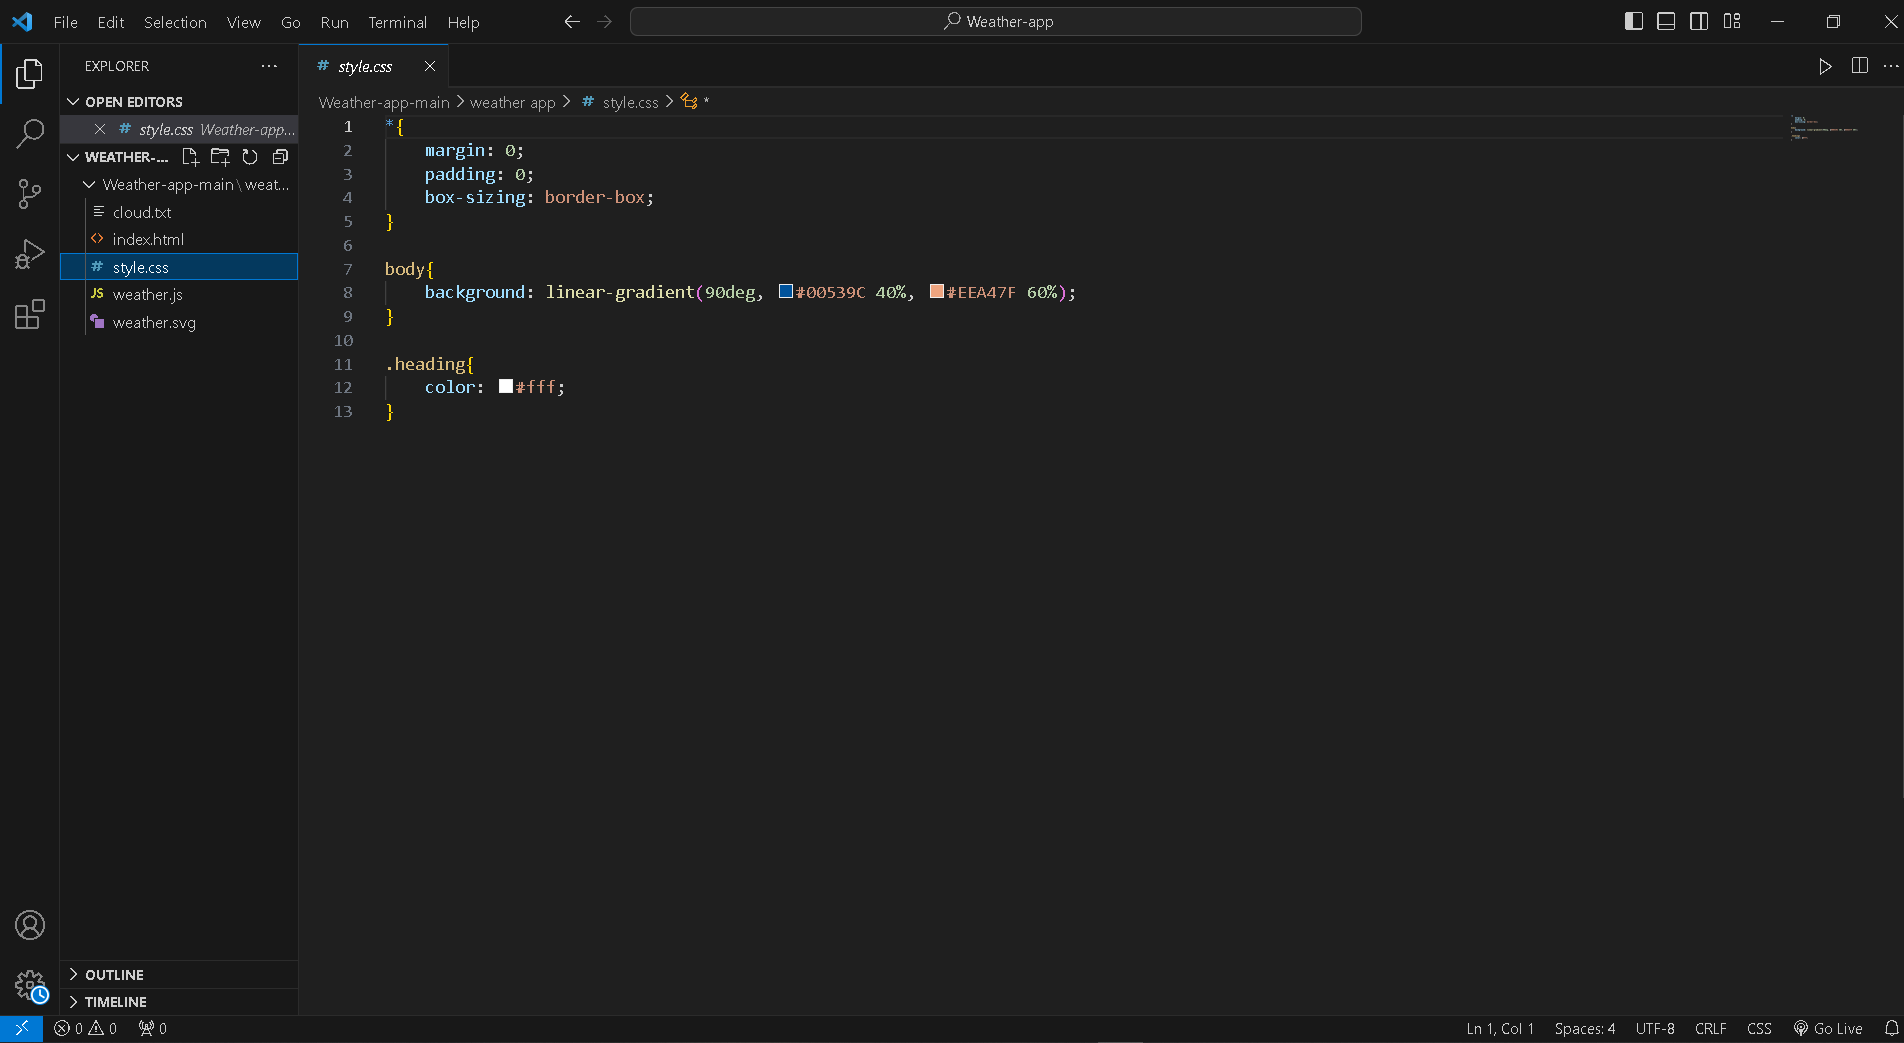 File Edit Selection View Go Run Terminal Help
Weather-app
EXPLORER
OPEN EDITORS
style.css Weather-app...
WEATHER-...
Weather-app-main\weat...
cloud.txt
index.html
style.css
JS weather.js
weather.svg
OUTLINE
TIMELINE
# style.css
Weather-app-main > weather app > # style.css > *
1 *{
2 margin: 0;
3 padding: 0;
4 box-sizing: border-box;
5 }
6
7 body{
8 background: linear-gradient(90deg, #00539C 40%, #EEA47F 60%);
9 }
10
11 .heading{
12 color: #fff;
13 }
0 0 0
Ln 1, Col 1 Spaces: 4 UTF-8 CRLF CSS Go Live